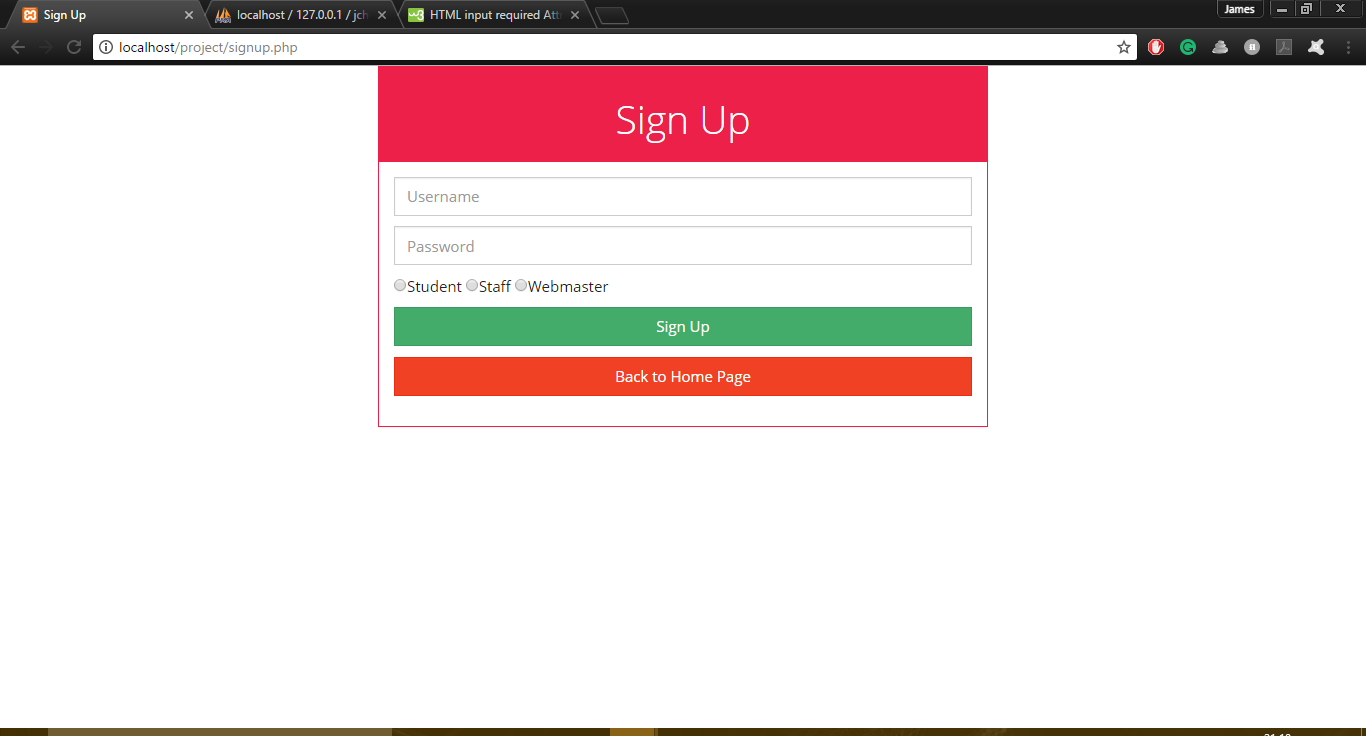 Sign Up
localhost / 127.0.0.1 / jch
HTML input required Att
James
localhost/project/signup.php
Sign Up
Username
Password
Student Staff Webmaster
Sign Up
Back to Home Page